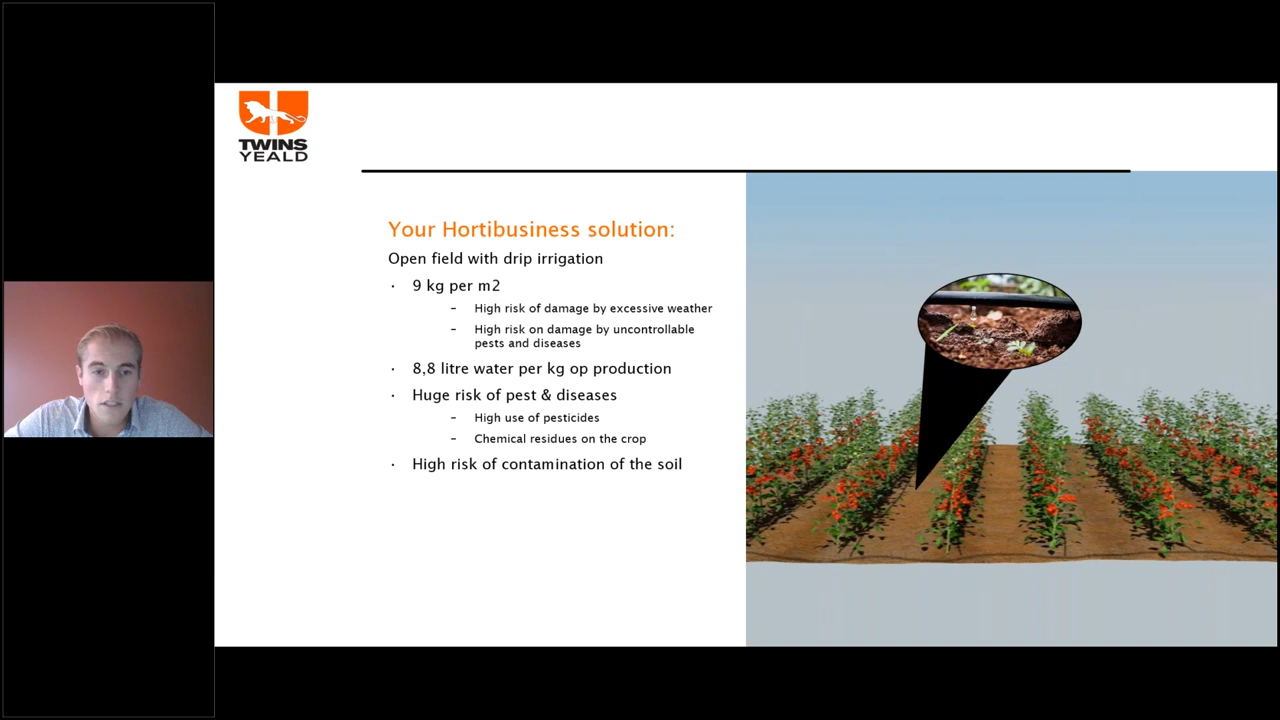 TWINS
YEALD
Your Hortibusiness solution:
Open field with drip irrigation
· 9 kg per m2
- High risk of damage by excessive weather
- High risk on damage by uncontrollable
pests and diseases
· 8,8 litre water per kg op production
· Huge risk of pest & diseases
- High use of pesticides
- Chemical residues on the crop
· High risk of contamination of the soil